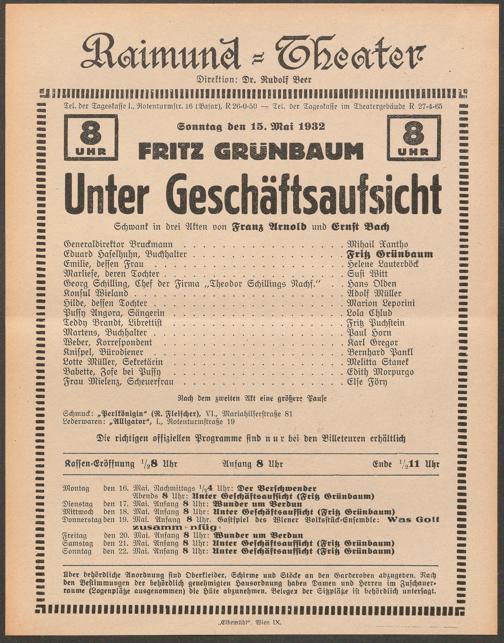 Raimund-Theater
Direktion: Dr. Rudolf Beer
Tel. der Tageskasse I., Rotenturmstr. 16 (Bazar), R 26-0-50 — Tel. der Tageskasse im Theatergebäude R 27-4-65
8 UHR
Sonntag den 15. Mai 1932
8 UHR
FRITZ GRÜNBAUM
Unter Geschäftsaufsicht
Schwank in drei Akten von Franz Arnold und Ernst Bach
Generaldirektor Bruckmann . . . Mihail Xantho
Eduard Haselhuhn, Buchhalter . . . Fritz Grünbaum
Emilie, dessen Frau . . . Helene Lauterböck
Marliese, deren Tochter . . . Susi Witt
Georg Schilling, Chef der Firma „Theodor Schillings Nachf.“ . . . Hans Olden
Konsul Wieland . . . Adolf Müller
Hilde, dessen Tochter . . . Marion Leporini
Pussy Angora, Sängerin . . . Lola Chlud
Teddy Brandt, Librettist . . . Fritz Puchstein
Martens, Buchhalter . . . Paul Horn
Weber, Korrespondent . . . Karl Gregor
Knispel, Bürodiener . . . Bernhard Pankl
Lotte Müller, Sekretärin . . . Melitta Stanek
Babette, Zofe bei Pussy . . . Edith Morpurgo
Frau Mielenz, Scheuerfrau . . . Else Föry
Nach dem zweiten Akt eine größere Pause
Schmuck: „Perlkönigin“ (R. Fleischer), VI., Mariahilferstraße 81
Lederwaren: „Alligator“, I., Rotenturmstraße 19
Die richtigen offiziellen Programme sind nur bei den Billeteuren erhältlich
Kassen-Eröffnung ½8 Uhr Anfang 8 Uhr Ende ½11 Uhr
Montag den 16. Mai. Nachmittags ½4 Uhr: Der Verschwender
Abends 8 Uhr: Unter Geschäftsaufsicht (Fritz Grünbaum)
Dienstag den 17. Mai. Anfang 8 Uhr: Wunder um Verdun
Mittwoch den 18. Mai. Anfang 8 Uhr: Unter Geschäftsaufsicht (Fritz Grünbaum)
Donnerstag den 19. Mai. Anfang 8 Uhr. Gastspiel des Wiener Volksstück-Ensemble: Was Gott
zusammenfügt
Freitag den 20. Mai. Anfang 8 Uhr: Wunder um Verdun
Samstag den 21. Mai. Anfang 8 Uhr: Unter Geschäftsaufsicht (Fritz Grünbaum)
Sonntag den 22. Mai. Anfang 8 Uhr: Unter Geschäftsaufsicht (Fritz Grünbaum)
Über behördliche Anordnung sind Oberkleider, Schirme und Stöcke an den Garderoben abzugeben. Nach
den Bestimmungen der behördlich genehmigten Hausordnung haben Damen und Herren im Zuschauer-
raume (Logenplätze ausgenommen) die Hüte abzunehmen. Belegen der Sitzplätze ist behördlich untersagt.
„Elbemühl“, Wien IX.